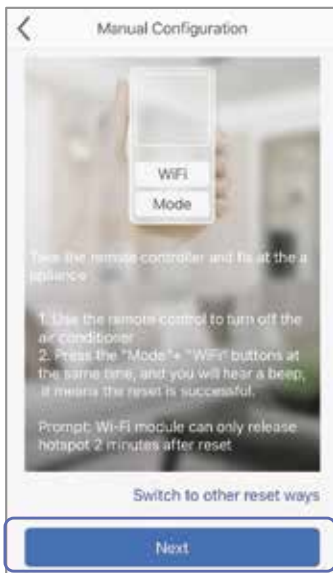 Manual Configuration
WiFi
Mode
Take the remote controller and fix at the a
ppliance
1. Use the remote control to turn off the
air conditioner
2. Press the "Mode"+ "WiFi" buttons at
the same time, and you will hear a beep,
it means the reset is successful.
Prompt: Wi-Fi module can only release
hotspot 2 minutes after reset
Switch to other reset ways
Next